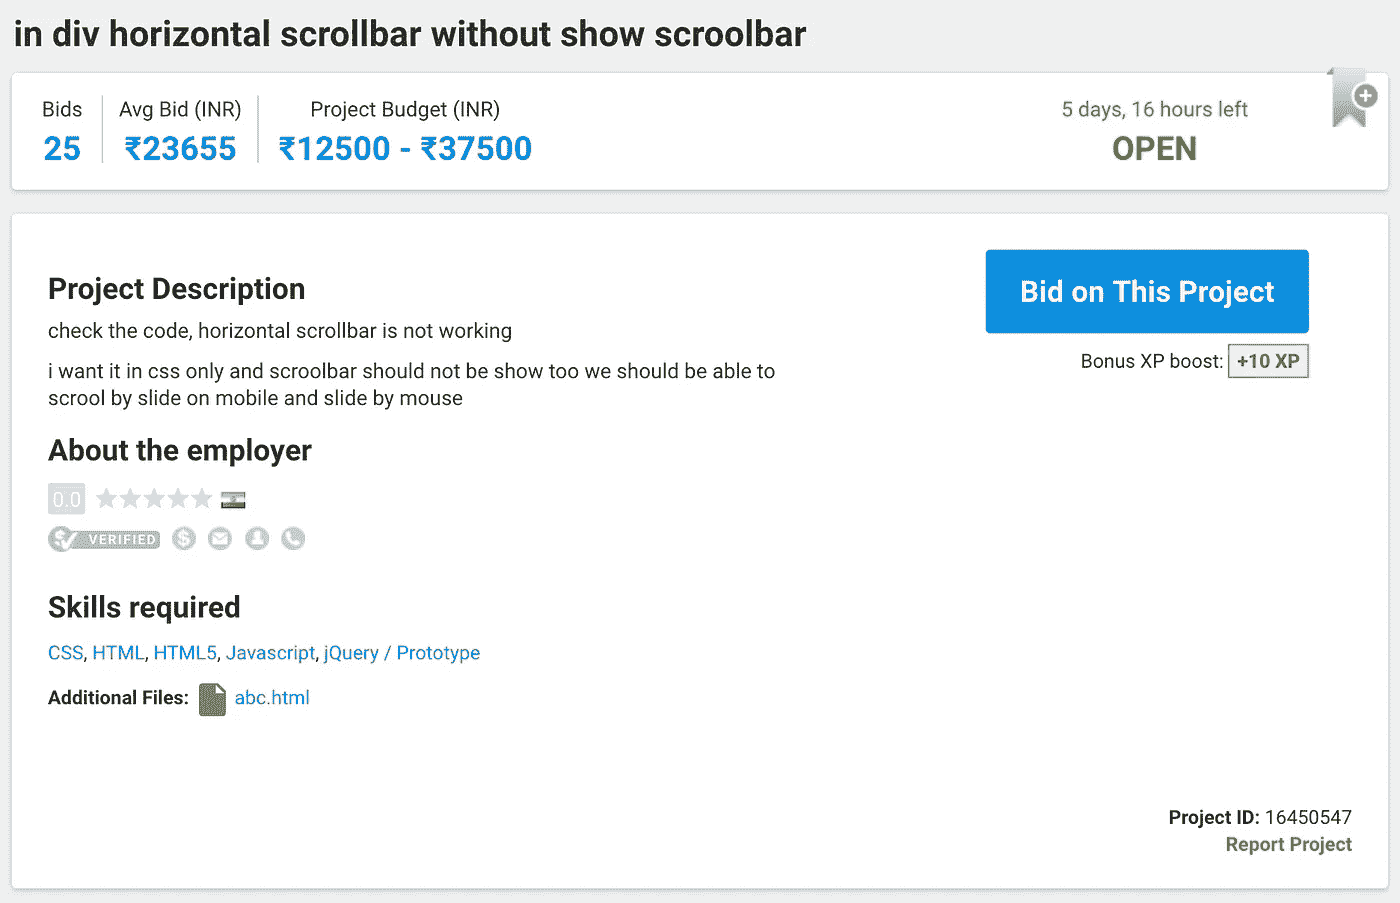 in div horizontal scrollbar without show scroolbar
Bids
25
Avg Bid (INR)
₹23655
Project Budget (INR)
₹12500 - ₹37500
5 days, 16 hours left
OPEN
Project Description
check the code, horizontal scrollbar is not working
i want it in css only and scroolbar should not be show too we should be able to
scrool by slide on mobile and slide by mouse
Bid on This Project
Bonus XP boost: +10 XP
About the employer
0.0
VERIFIED
Skills required
CSS, HTML, HTML5, Javascript, jQuery / Prototype
Additional Files: abc.html
Project ID: 16450547
Report Project